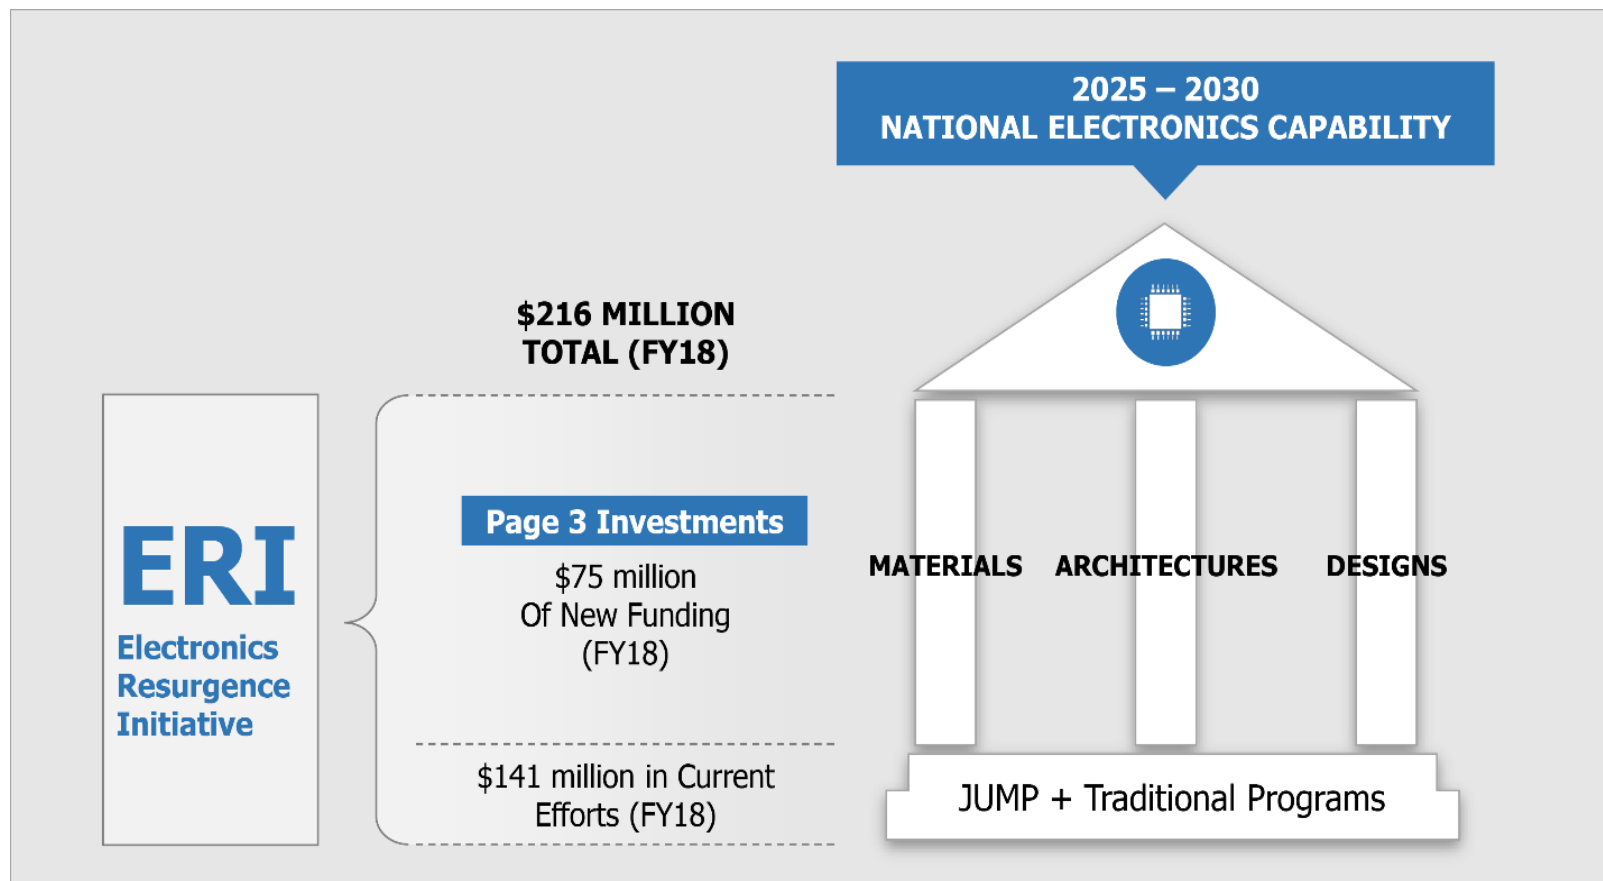 2025 – 2030
NATIONAL ELECTRONICS CAPABILITY
$216 MILLION
TOTAL (FY18)
ERI
Electronics
Resurgence
Initiative
Page 3 Investments
$75 million
Of New Funding
(FY18)
$141 million in Current
Efforts (FY18)
MATERIALS
ARCHITECTURES
DESIGNS
JUMP + Traditional Programs